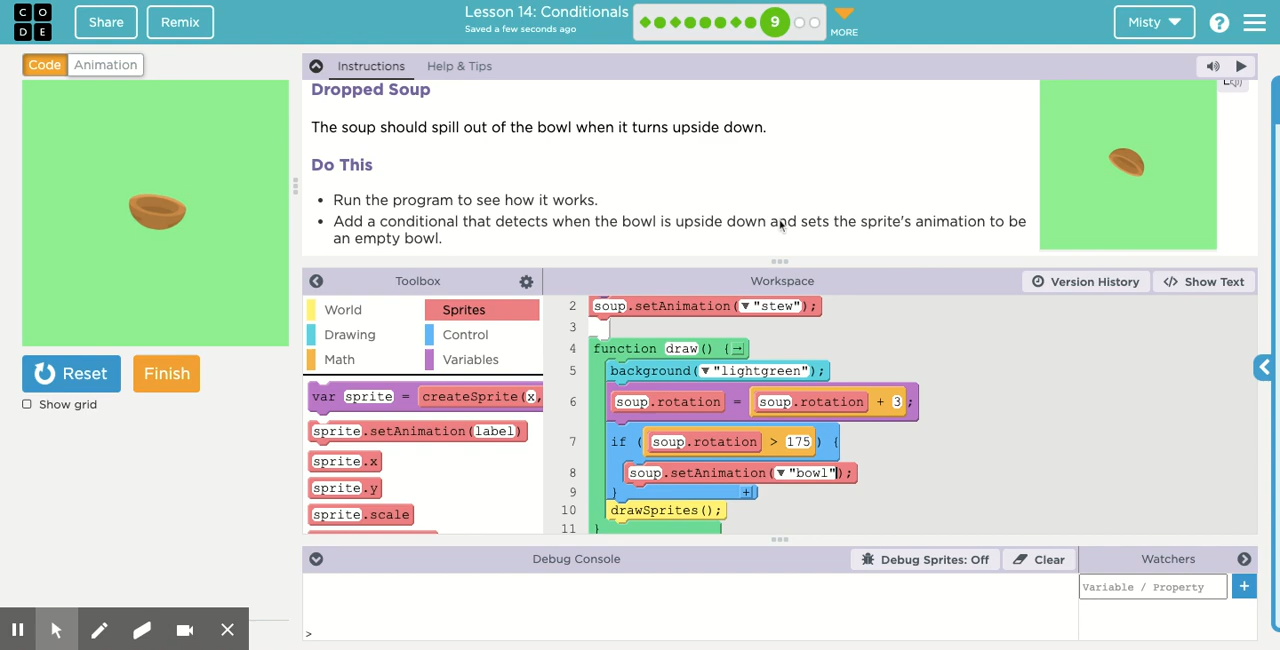 C O
D E
Share
Remix
Lesson 14: Conditionals
Saved a few seconds ago
9
MORE
Misty
?
Code
Animation
Instructions
Help & Tips
Dropped Soup
The soup should spill out of the bowl when it turns upside down.
Do This
• Run the program to see how it works.
• Add a conditional that detects when the bowl is upside down and sets the sprite's animation to be
an empty bowl.
Reset
Finish
Show grid
Toolbox
Workspace
Version History
</> Show Text
World
Sprites
Drawing
Control
Math
Variables
var sprite = createSprite(x,
sprite.setAnimation(label)
sprite.x
sprite.y
sprite.scale
2 soup.setAnimation(▼"stew");
3
4 function draw() {→
5 background(▼"lightgreen");
6 soup.rotation = soup.rotation + 3;
7 if (soup.rotation > 175) {
8 soup.setAnimation(▼"bowl");
9 } +
10 drawSprites();
11 }
Debug Console
Debug Sprites: Off
Clear
Watchers
Variable / Property
+
>